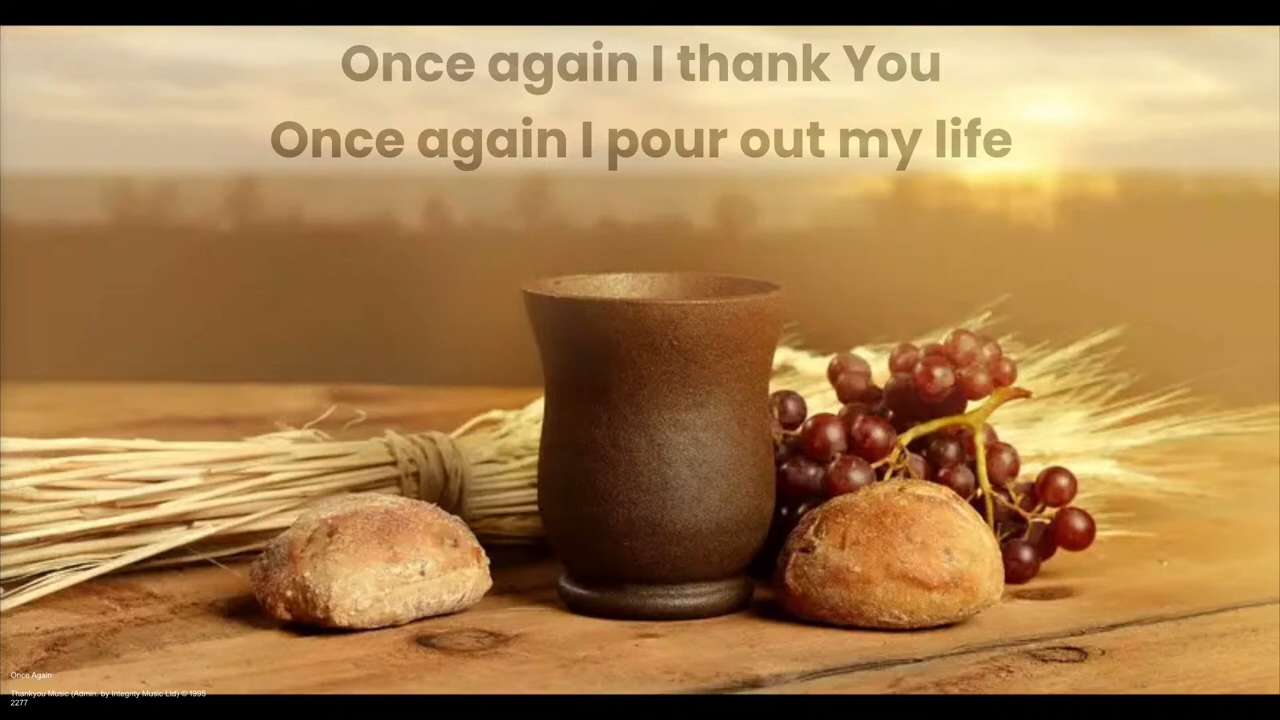 Once again I thank You
Once again I pour out my life
Once Again
Thankyou Music (Admin. by Integrity Music Ltd) © 1995
2277